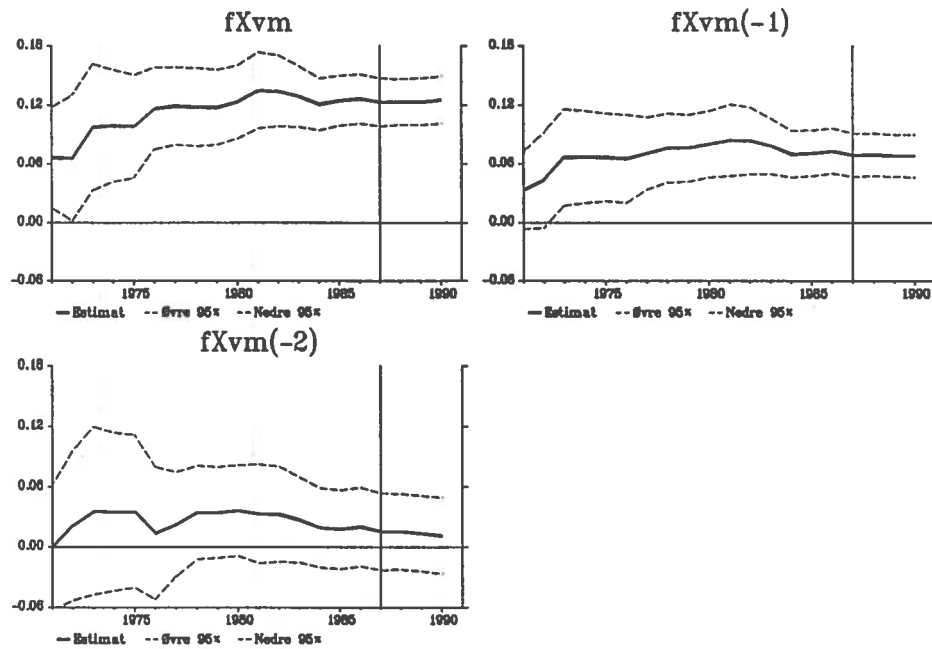 fXvm
fXvm(-1)
0.18
0.12
0.06
0.00
-0.06
1975 1980 1985 1990
Estimat Øvre 95% Nedre 95%
0.18
0.12
0.06
0.00
-0.06
1975 1980 1985 1990
Estimat Øvre 95% Nedre 95%
fXvm(-2)
0.18
0.12
0.06
0.00
-0.06
1975 1980 1985 1990
Estimat Øvre 95% Nedre 95%